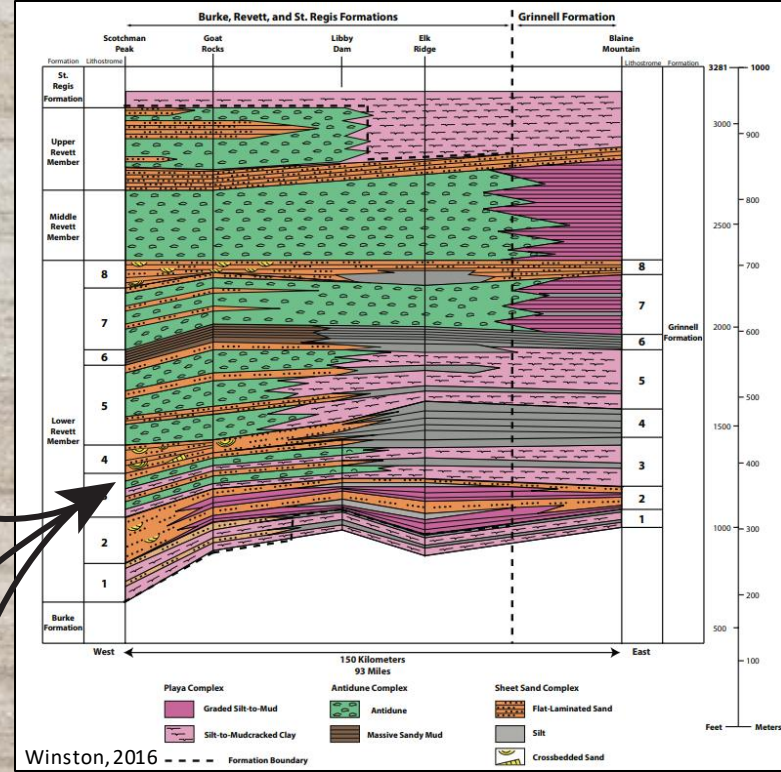 Burke, Revett, and St. Regis Formations
Grinnell Formation
Scotchman Peak
Goat Rocks
Libby Dam
Elk Ridge
Blaine Mountain
Formation Lithostrome
Lithostrome Formation
St. Regis Formation
Upper Revett Member
Middle Revett Member
Lower Revett Member
Burke Formation
8
7
6
5
4
2
1
8
7
6
5
4
3
2
1
Grinnell Formation
3281 1000
3000
900
800
2500
700
2000 600
500
1500
400
1000 300
200
500
100
Feet Meters
West
East
150 Kilometers
93 Miles
Playa Complex
Antidune Complex
Sheet Sand Complex
Graded Silt-to-Mud
Antidune
Flat-Laminated Sand
Silt-to-Mudcracked Clay
Massive Sandy Mud
Silt
Formation Boundary
Crossbedded Sand
Winston, 2016